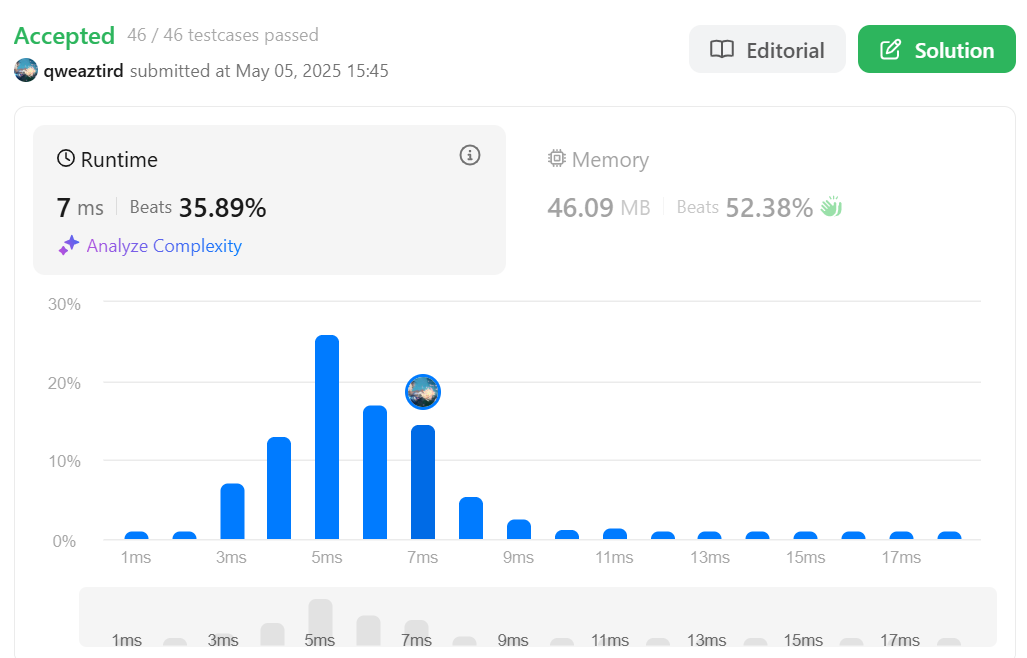 Accepted 46 / 46 testcases passed
qweaztird submitted at May 05, 2025 15:45
Editorial
Solution
Runtime
7 ms Beats 35.89%
Analyze Complexity
Memory
46.09 MB Beats 52.38%
30%
20%
10%
0%
1ms 3ms 5ms 7ms 9ms 11ms 13ms 15ms 17ms
1ms 3ms 5ms 7ms 9ms 11ms 13ms 15ms 17ms